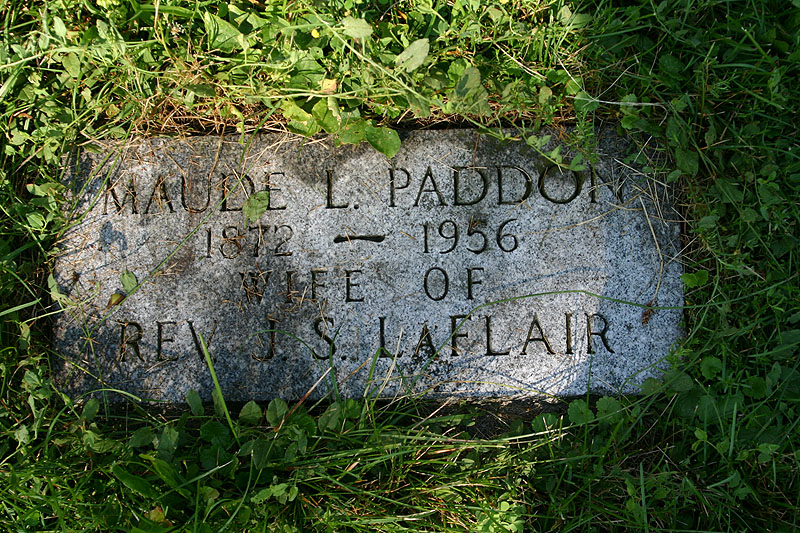 MAUDE L. PADDON
1872 — 1956
WIFE OF
REV. J. S. LAFLAIR